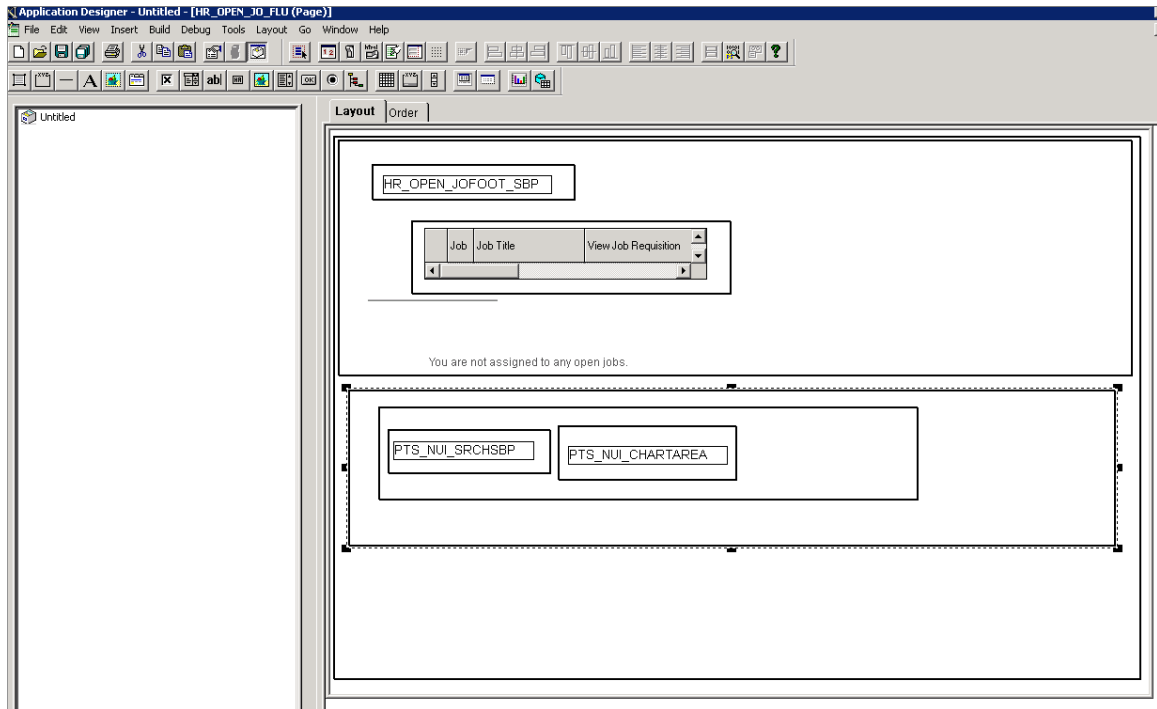 Application Designer - Untitled - [HR_OPEN_JO_FLU (Page)]
File Edit View Insert Build Debug Tools Layout Go Window Help
Untitled
Layout Order
HR_OPEN_JOFOOT_SBP
Job Job Title View Job Requisition
You are not assigned to any open jobs.
PTS_NUI_SRCHSBP PTS_NUI_CHARTAREA